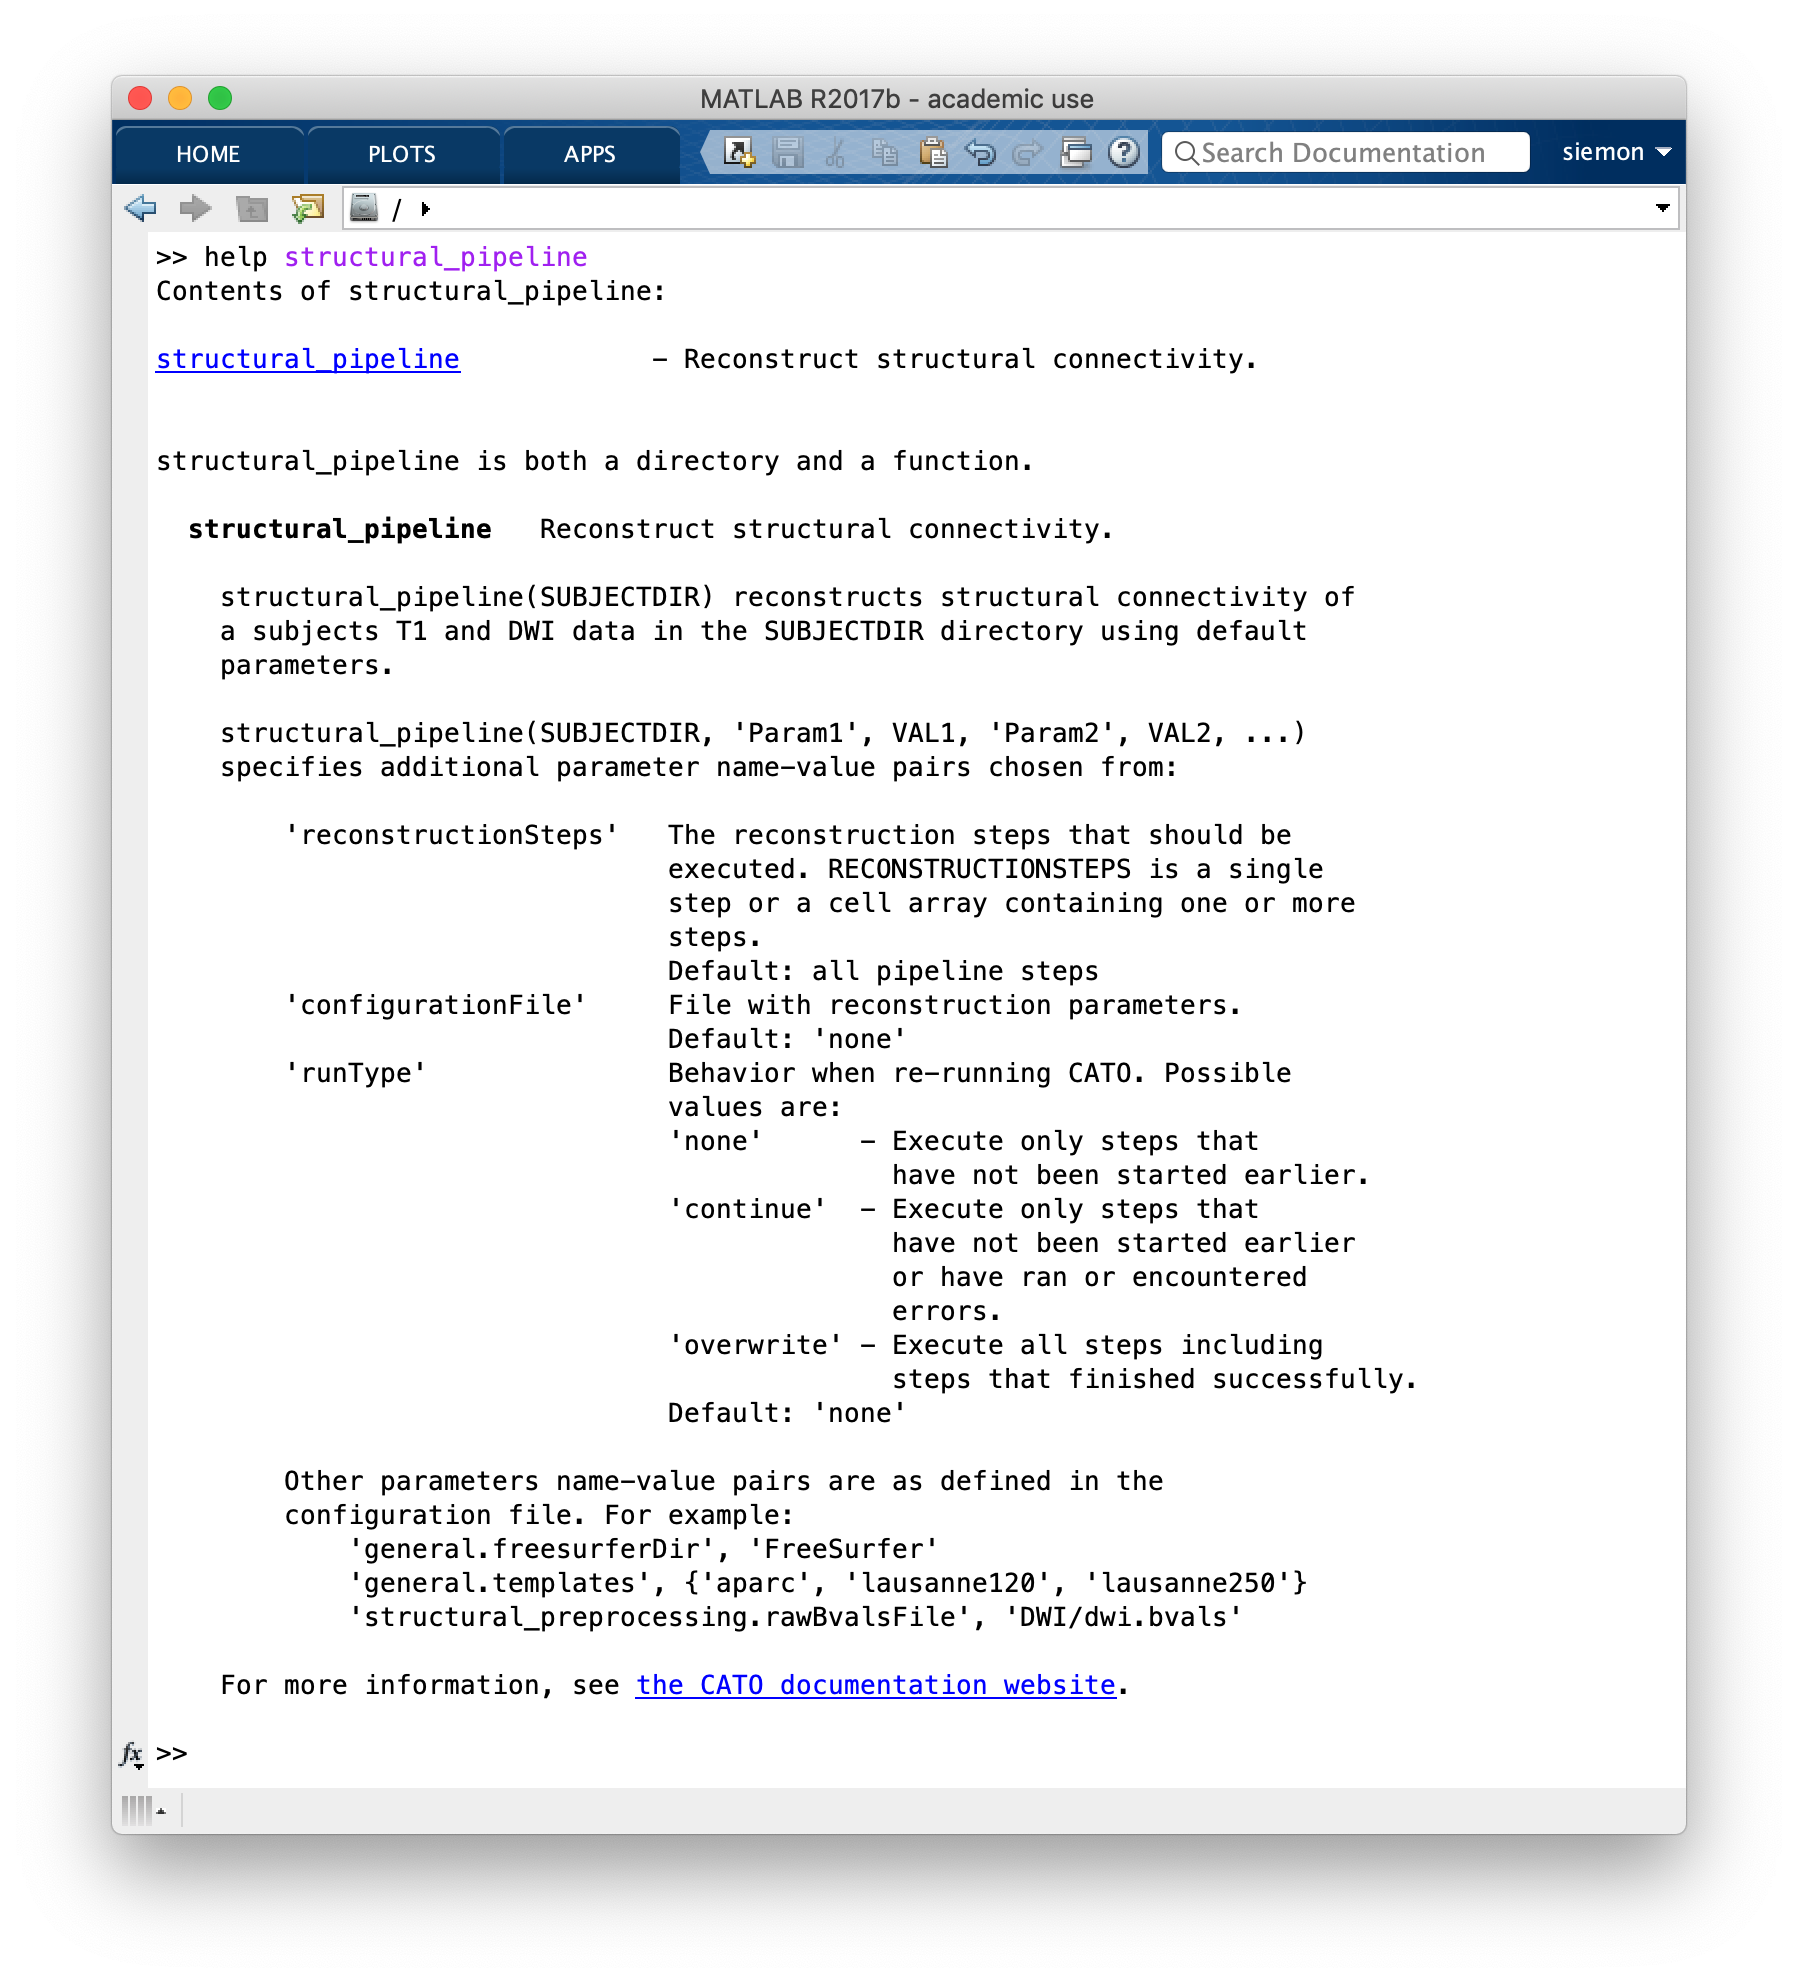 MATLAB R2017b - academic use
HOME PLOTS APPS Search Documentation siemon
/
>> help structural_pipeline
Contents of structural_pipeline:
structural_pipeline - Reconstruct structural connectivity.
structural_pipeline is both a directory and a function.
structural_pipeline Reconstruct structural connectivity.
structural_pipeline(SUBJECTDIR) reconstructs structural connectivity of
a subjects T1 and DWI data in the SUBJECTDIR directory using default
parameters.
structural_pipeline(SUBJECTDIR, 'Param1', VAL1, 'Param2', VAL2, ...)
specifies additional parameter name-value pairs chosen from:
'reconstructionSteps' The reconstruction steps that should be
executed. RECONSTRUCTIONSTEPS is a single
step or a cell array containing one or more
steps.
Default: all pipeline steps
'configurationFile' File with reconstruction parameters.
Default: 'none'
'runType' Behavior when re-running CATO. Possible
values are:
'none' - Execute only steps that
have not been started earlier.
'continue' - Execute only steps that
have not been started earlier
or have ran or encountered
errors.
'overwrite' - Execute all steps including
steps that finished successfully.
Default: 'none'
Other parameters name-value pairs are as defined in the
configuration file. For example:
'general.freesurferDir', 'FreeSurfer'
'general.templates', {'aparc', 'lausanne120', 'lausanne250'}
'structural_preprocessing.rawBvalsFile', 'DWI/dwi.bvals'
For more information, see the CATO documentation website.
fx >>